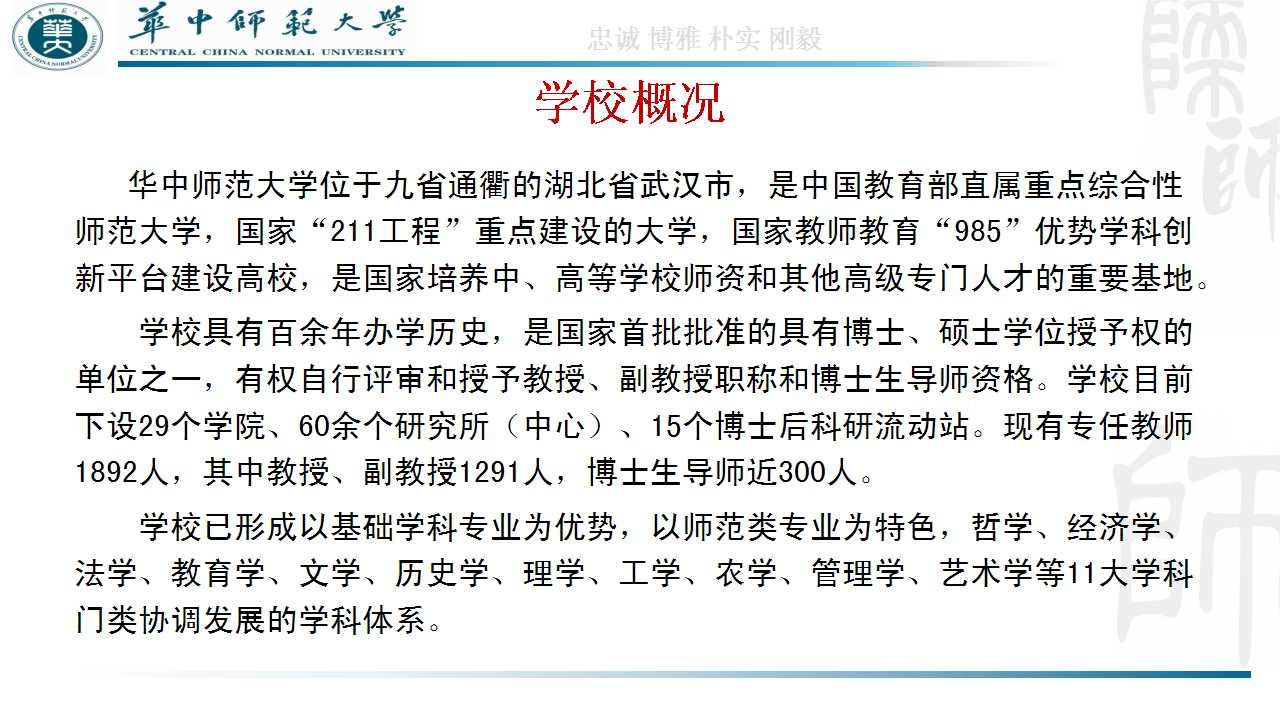 華中師範大學
CENTRAL CHINA NORMAL UNIVERSITY
華中師範大學
CENTRAL CHINA NORMAL UNIVERSITY
忠诚 博雅 朴实 刚毅
学校概况
华中师范大学位于九省通衢的湖北省武汉市，是中国教育部直属重点综合性
师范大学，国家“211工程”重点建设的大学，国家教师教育“985”优势学科创
新平台建设高校，是国家培养中、高等学校师资和其他高级专门人才的重要基地。
学校具有百余年办学历史，是国家首批批准的具有博士、硕士学位授予权的
单位之一，有权自行评审和授予教授、副教授职称和博士生导师资格。学校目前
下设29个学院、60余个研究所（中心）、15个博士后科研流动站。现有专任教师
1892人，其中教授、副教授1291人，博士生导师近300人。
学校已形成以基础学科专业为优势，以师范类专业为特色，哲学、经济学、
法学、教育学、文学、历史学、理学、工学、农学、管理学、艺术学等11大学科
门类协调发展的学科体系。
師
師
師